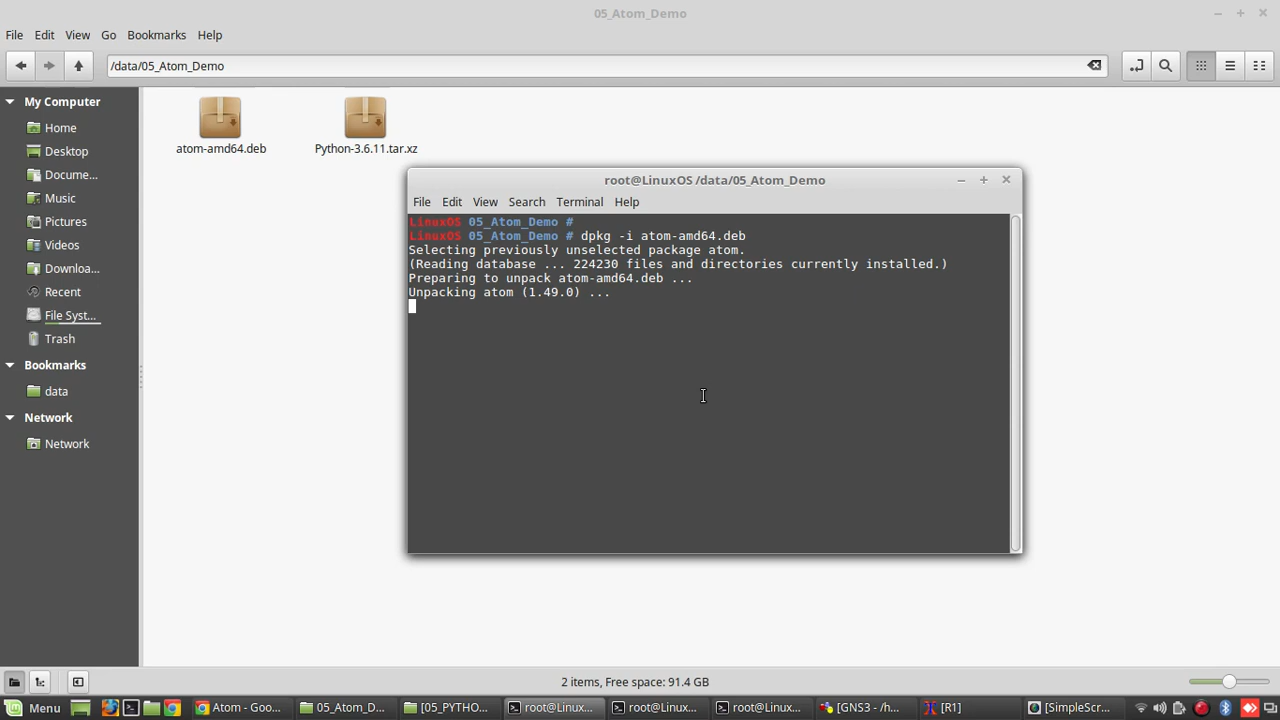 05_Atom_Demo
File Edit View Go Bookmarks Help
/data/05_Atom_Demo
My Computer
Home
Desktop
Docume...
Music
Pictures
Videos
Downloa...
Recent
File Syst...
Trash
Bookmarks
data
Network
Network
atom-amd64.deb
Python-3.6.11.tar.xz
root@LinuxOS /data/05_Atom_Demo
File Edit View Search Terminal Help
LinuxOS 05_Atom_Demo #
LinuxOS 05_Atom_Demo # dpkg -i atom-amd64.deb
Selecting previously unselected package atom.
(Reading database ... 224230 files and directories currently installed.)
Preparing to unpack atom-amd64.deb ...
Unpacking atom (1.49.0) ...
2 items, Free space: 91.4 GB
Menu
Atom - Goo...
05_Atom_D...
[05_PYTHO...
root@Linux...
root@Linux...
root@Linux...
[GNS3 - /h...
[R1]
[SimpleScr...